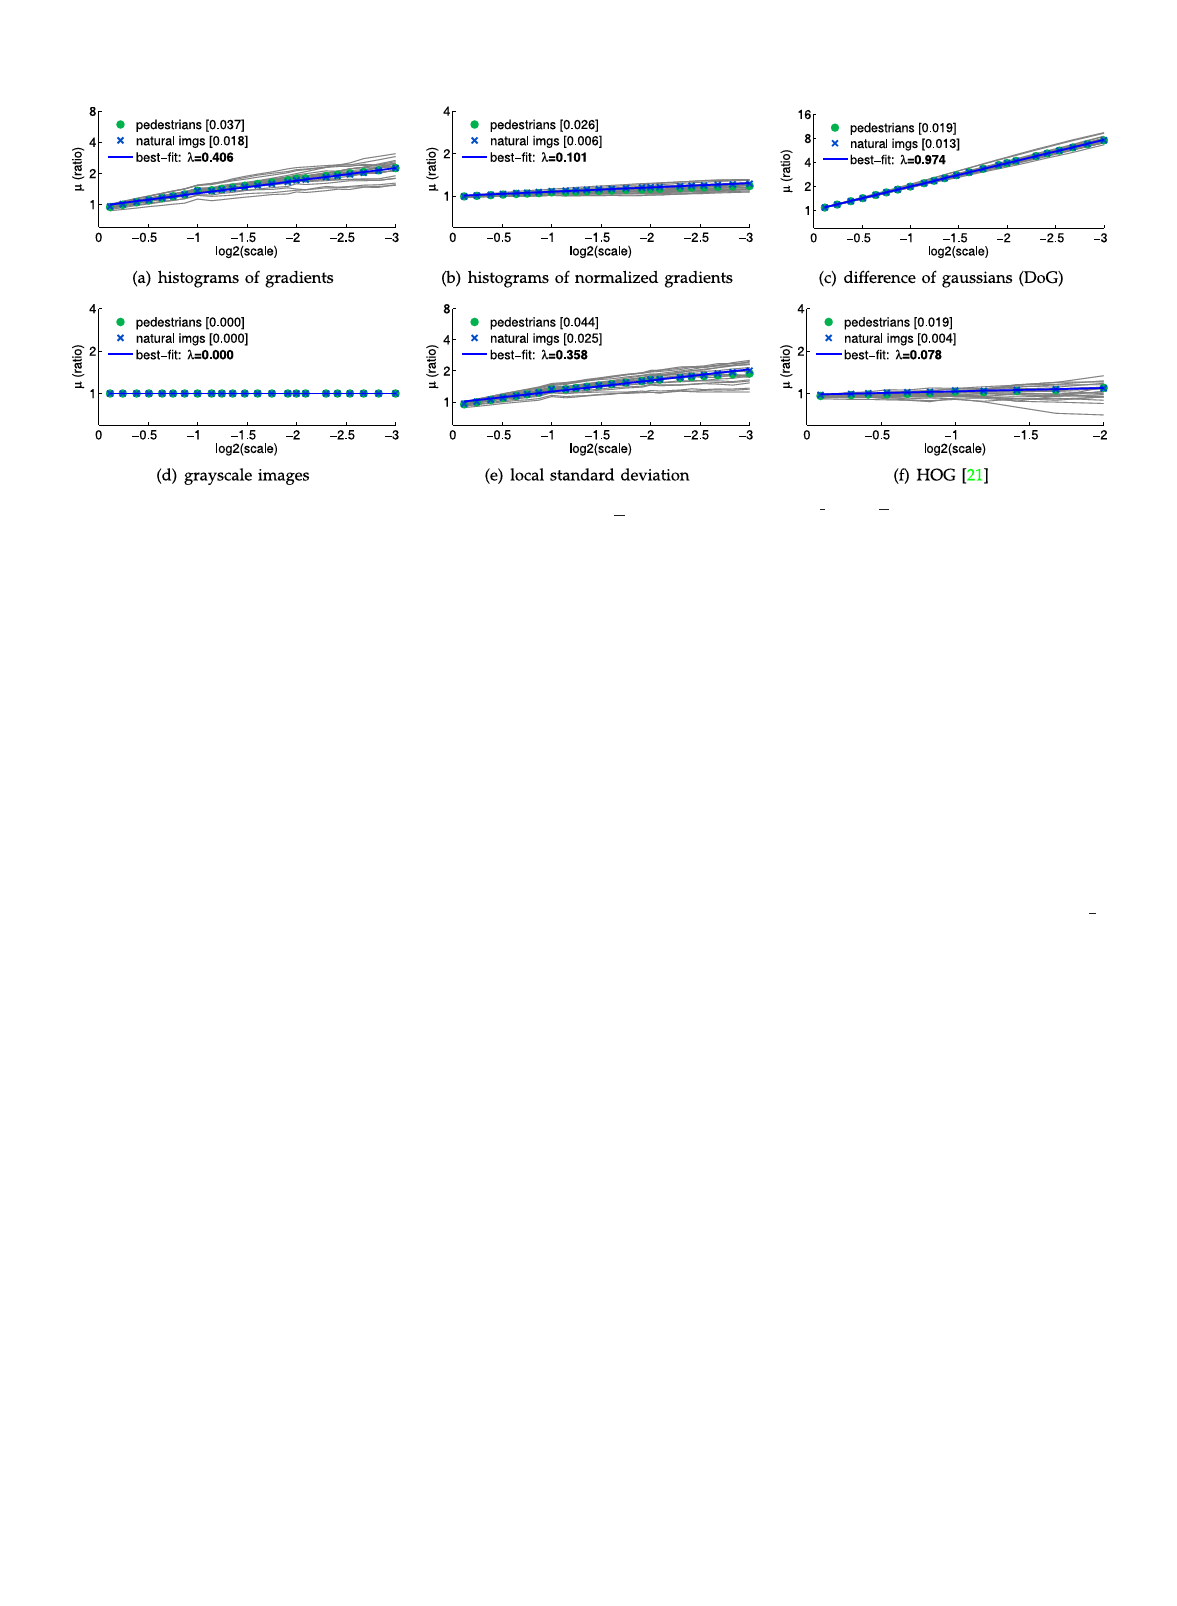 8
4
2
1
μ (ratio)
pedestrians [0.037]
natural imgs [0.018]
best−fit: λ=0.406
0 −0.5 −1 −1.5 −2 −2.5 −3
log2(scale)
(a) histograms of gradients
4
2
1
μ (ratio)
pedestrians [0.026]
natural imgs [0.006]
best−fit: λ=0.101
0 −0.5 −1 −1.5 −2 −2.5 −3
log2(scale)
(b) histograms of normalized gradients
16
8
4
2
1
μ (ratio)
pedestrians [0.019]
natural imgs [0.013]
best−fit: λ=0.974
0 −0.5 −1 −1.5 −2 −2.5 −3
log2(scale)
(c) difference of gaussians (DoG)
4
2
1
μ (ratio)
pedestrians [0.000]
natural imgs [0.000]
best−fit: λ=0.000
0 −0.5 −1 −1.5 −2 −2.5 −3
log2(scale)
(d) grayscale images
8
4
2
1
μ (ratio)
pedestrians [0.044]
natural imgs [0.025]
best−fit: λ=0.358
0 −0.5 −1 −1.5 −2 −2.5 −3
log2(scale)
(e) local standard deviation
4
2
1
μ (ratio)
pedestrians [0.019]
natural imgs [0.004]
best−fit: λ=0.078
0 −0.5 −1 −1.5 −2
log2(scale)
(f) HOG [21]